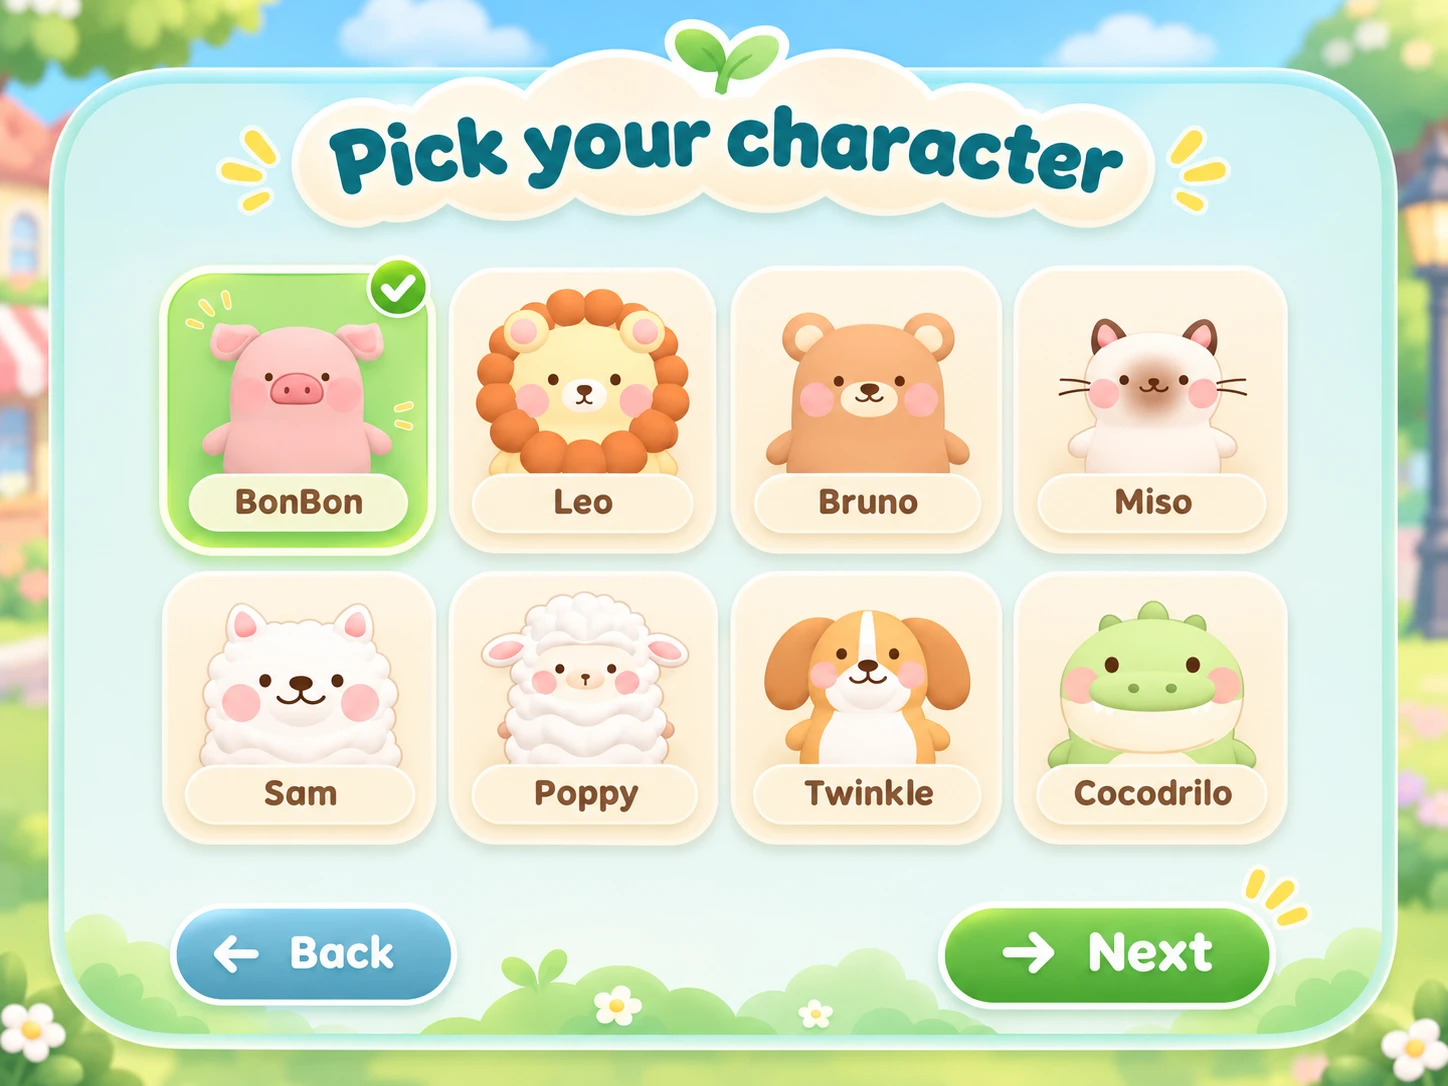 Pick your character
BonBon
Leo
Bruno
Miso
Sam
Poppy
Twinkle
Cocodrilo
Back
Next